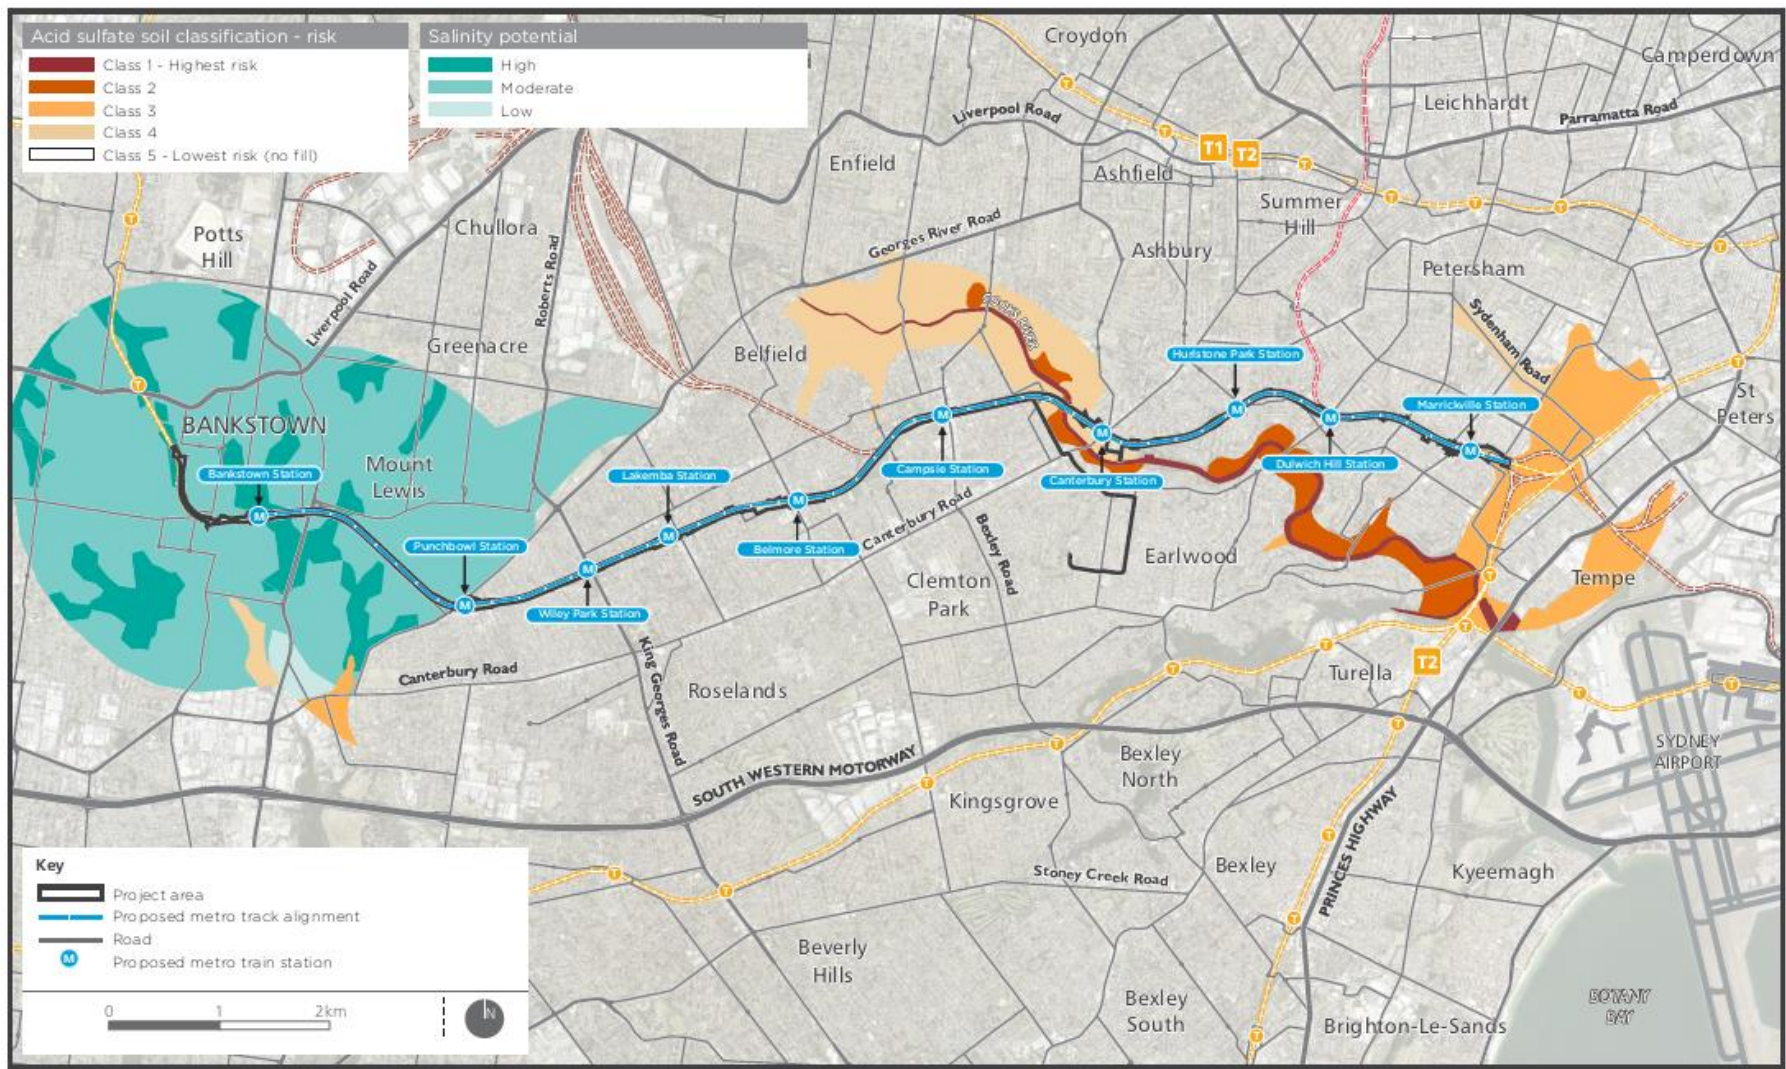 Acid sulfate soil classification - risk
Class 1 - Highest risk
Class 2
Class 3
Class 4
Class 5 - Lowest risk (no fill)
Salinity potential
High
Moderate
Low
Croydon
Camperdown
Leichhardt
Parramatta Road
Liverpool Road
T1
T2
Enfield
Ashfield
Summer
Hill
Potts
Hill
Chullora
Georges River Road
Ashbury
Petersham
Roberts Road
Liverpool Road
COOKS RIVER
Sydenham Road
Greenacre
Belfield
Hurlstone Park Station
St
Peters
Marrickville Station
BANKSTOWN
Mount
Lewis
Bankstown Station
Lakemba Station
Campsie Station
Dulwich Hill Station
Canterbury Station
Canterbury Road
Bexley Road
Punchbowl Station
Belmore Station
Earlwood
Clemton
Park
Tempe
Wiley Park Station
King Georges Road
Canterbury Road
Roselands
Turella
T2
SYDNEY
AIRPORT
Bexley
North
SOUTH WESTERN MOTORWAY
Kingsgrove
PRINCES HIGHWAY
Bexley
Stoney Creek Road
Kyeemagh
Beverly
Hills
Bexley
South
Brighton-Le-Sands
BOTANY
BAY
Key
Project area
Proposed metro track alignment
Road
M
Proposed metro train station
0 1 2km
N